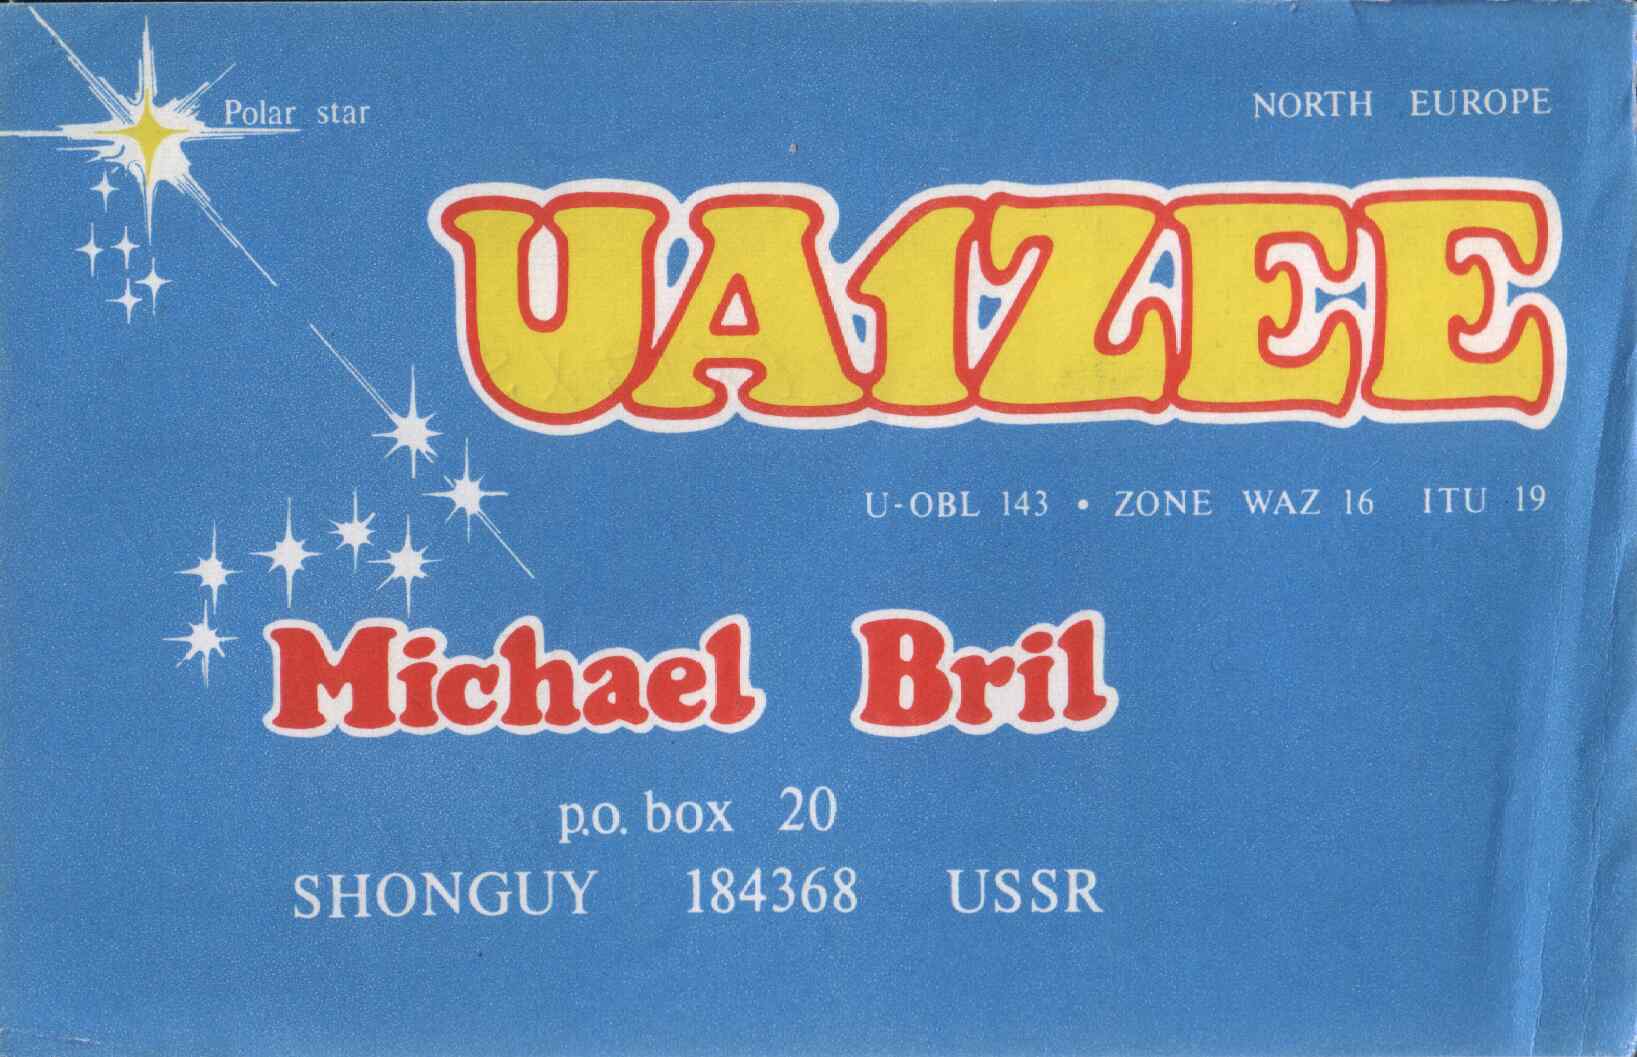 Polar star
NORTH EUROPE
UA1ZEE
U-OBL 143 • ZONE WAZ 16 ITU 19
Michael Bril
p.o. box 20
SHONGUY 184368 USSR